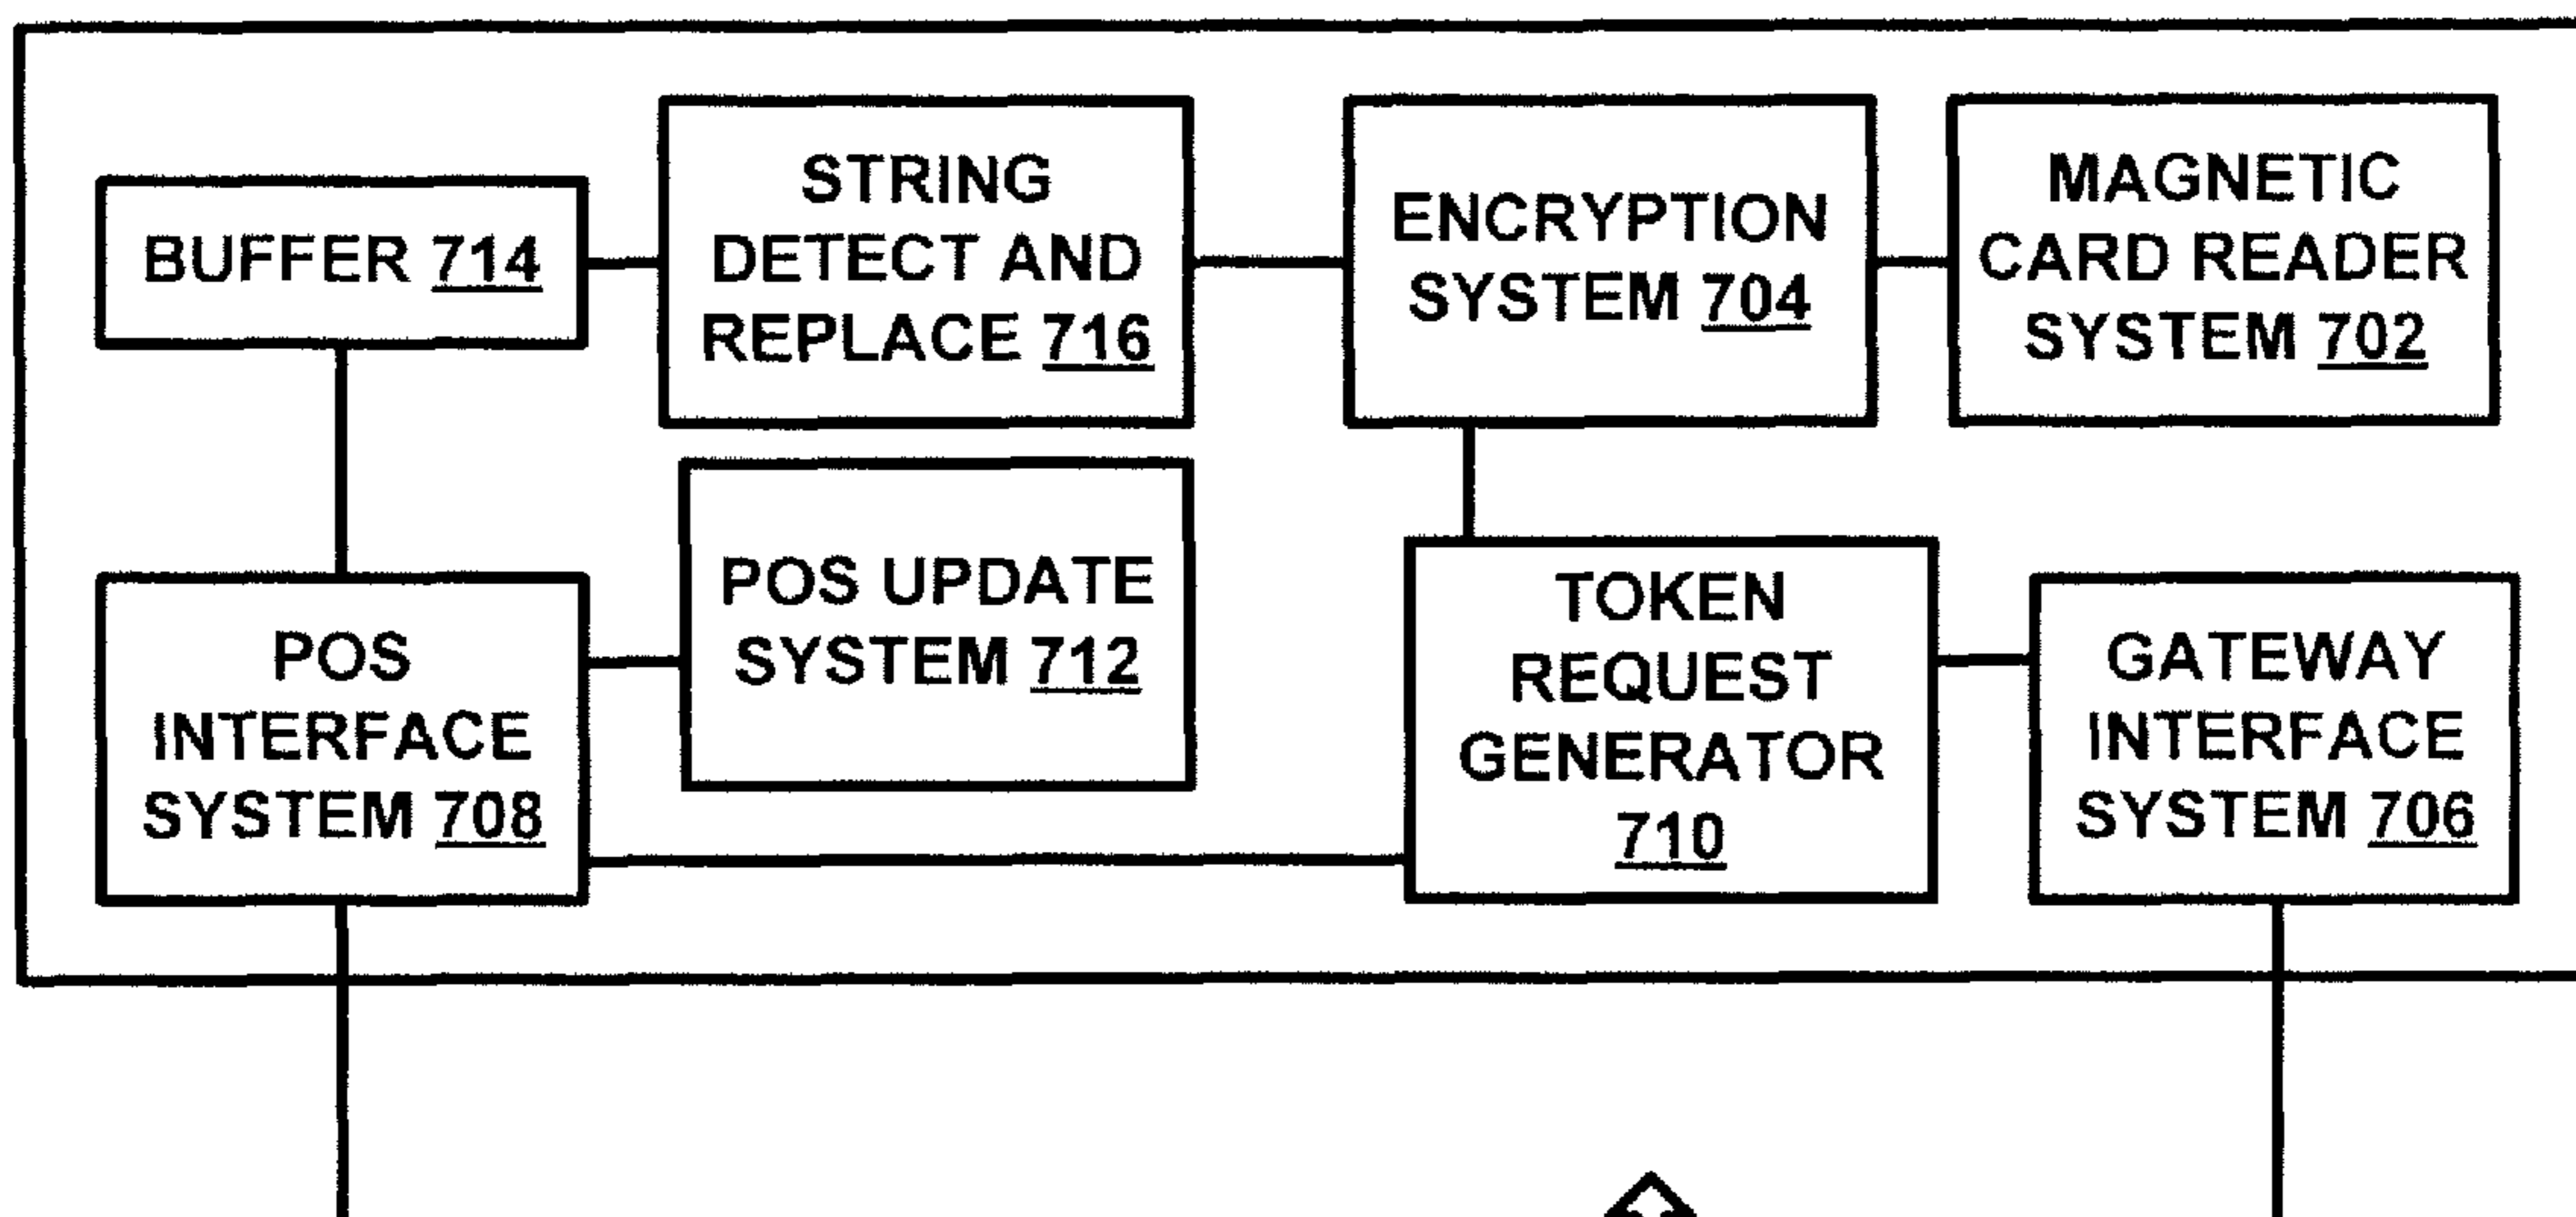 BUFFER 714
STRING
DETECT AND
REPLACE 716
ENCRYPTION
SYSTEM 704
MAGNETIC
CARD READER
SYSTEM 702
POS
INTERFACE
SYSTEM 708
POS UPDATE
SYSTEM 712
TOKEN
REQUEST
GENERATOR
710
GATEWAY
INTERFACE
SYSTEM 706